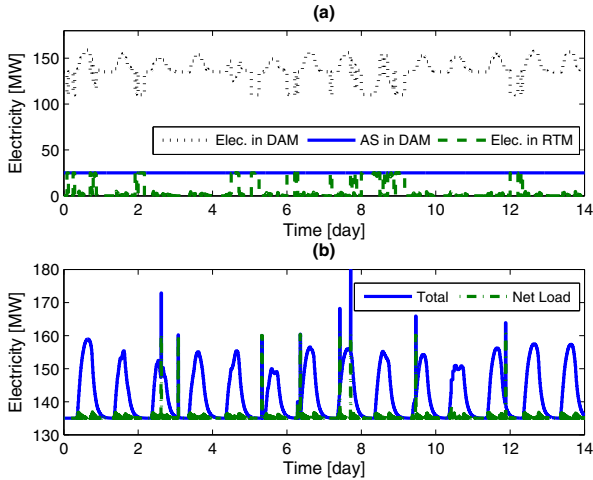 (a)
Electricity [MW]
150
100
50
0
Elec. in DAM
AS in DAM
Elec. in RTM
0 2 4 6 8 10 12 14
Time [day]
(b)
Electricity [MW]
180
170
160
150
140
130
Total
Net Load
0 2 4 6 8 10 12 14
Time [day]